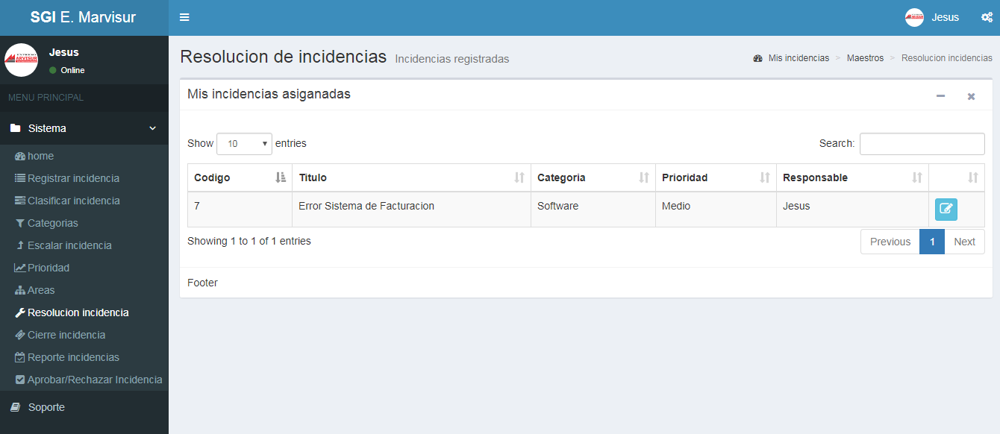 SGI E. Marvisur
Jesus
Jesus
Online
MENU PRINCIPAL
Sistema
home
Registrar incidencia
Clasificar incidencia
Categorias
Escalar incidencia
Prioridad
Areas
Resolucion incidencia
Cierre incidencia
Reporte incidencias
Aprobar/Rechazar Incidencia
Soporte
Resolucion de incidencias Incidencias registradas
Mis incidencias > Maestros > Resolucion incidencias
Mis incidencias asiganadas
Show 10 entries
Search:
Codigo Titulo Categoria Prioridad Responsable
7 Error Sistema de Facturacion Software Medio Jesus
Showing 1 to 1 of 1 entries
Previous 1 Next
Footer